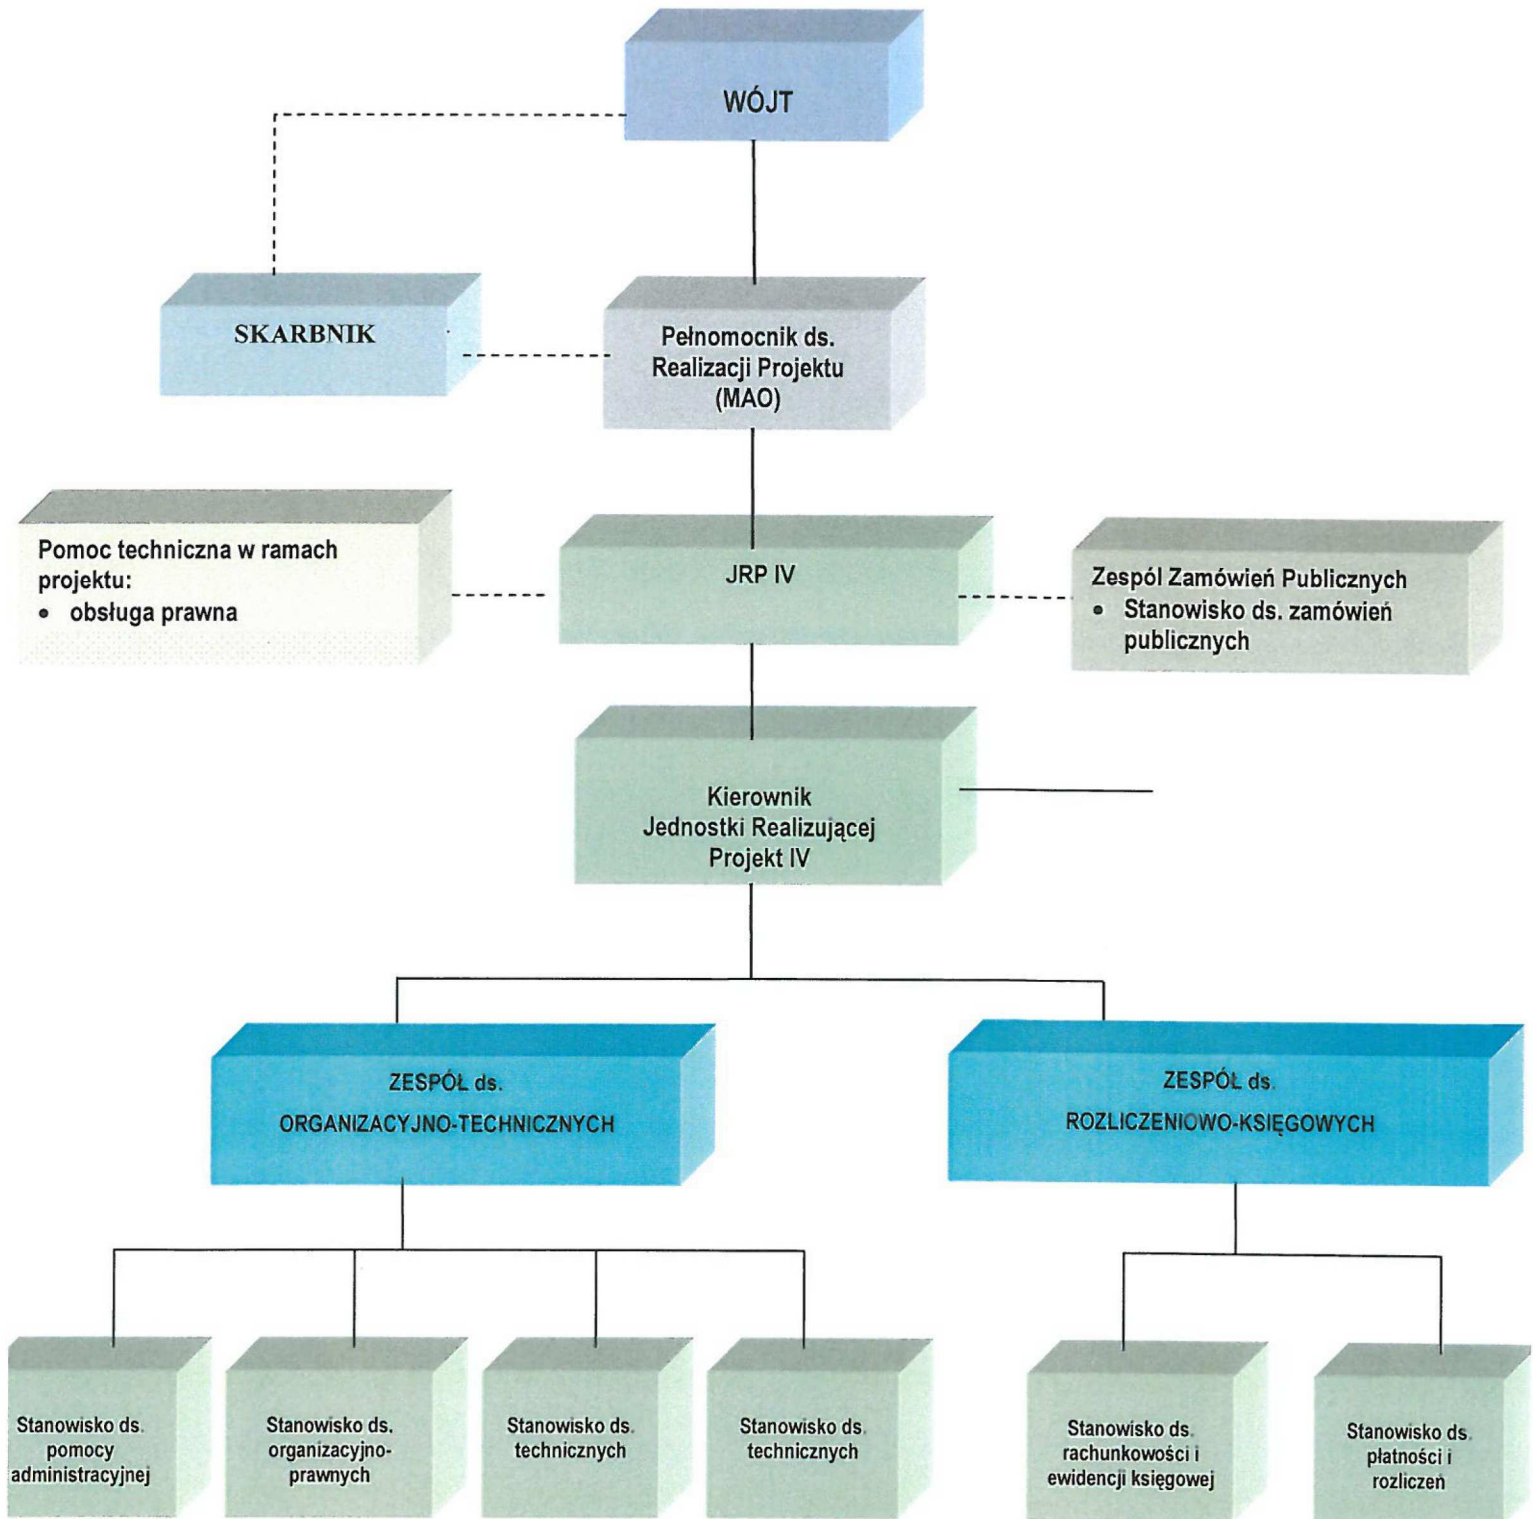 WÓJT
SKARBNIK
Pełnomocnik ds.
Realizacji Projektu
(MAO)
Pomoc techniczna w ramach
projektu:
• obsługa prawna
JRP IV
Zespół Zamówień Publicznych
• Stanowisko ds. zamówień
publicznych
Kierownik
Jednostki Realizującej
Projekt IV
ZESPÓŁ ds.
ORGANIZACYJNO-TECHNICZNYCH
ZESPÓŁ ds.
ROZLICZENIOWO-KSIĘGOWYCH
Stanowisko ds.
pomocy
administracyjnej
Stanowisko ds.
organizacyjno-
prawnych
Stanowisko ds.
technicznych
Stanowisko ds.
technicznych
Stanowisko ds.
rachunkowości i
ewidencji księgowej
Stanowisko ds.
płatności i
rozliczeń